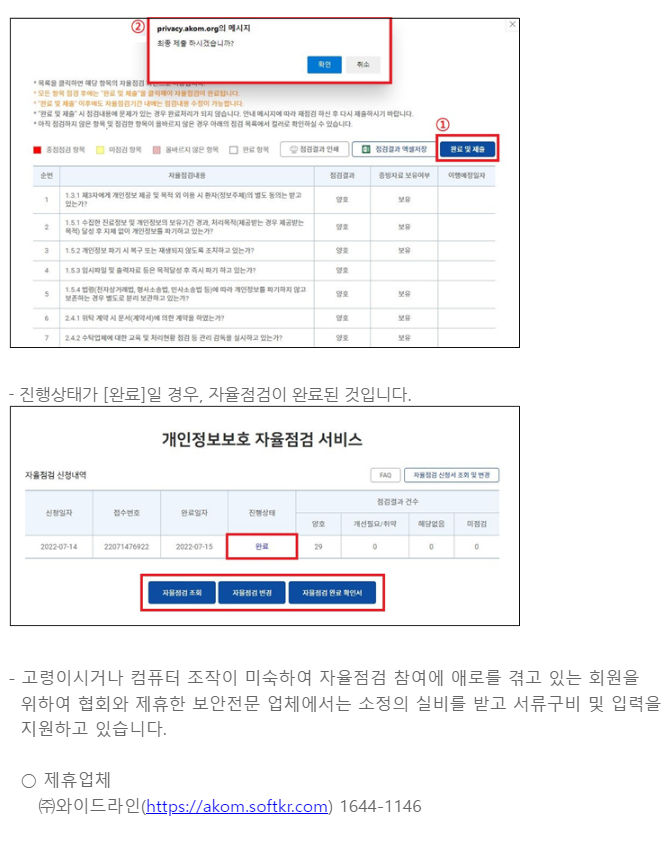 ② privacy.akom.org의 메시지
최종 제출 하시겠습니까?
확인 취소
* 목록을 클릭하면 해당 항목의 자율점검
* 모든 항목 점검 후에는 "완료 및 제출"을 클릭해야 자율점검이 완료됩니다.
* "완료 및 제출" 이후에도 자율점검기간 내에는 점검내용 수정이 가능합니다.
* "완료 및 제출" 시 점검내용에 문제가 있는 경우 완료처리가 되지 않습니다. 안내 메시지에 따라 재점검 하신 후 다시 제출하시기 바랍니다.
* 아직 점검하지 않은 항목 및 점검한 항목이 올바르지 않은 경우 아래의 점검 목록에서 컬러로 확인하실 수 있습니다.
①
중점점검 항목 미점검 항목 올바르지 않은 항목 완료 항목 점검결과 인쇄 점검결과 엑셀저장 완료 및 제출
순번 자율점검내용 점검결과 증빙자료 보유여부 이행예정일자
1 1.3.1 제3자에게 개인정보 제공 및 목적 외 이용 시 환자(정보주체)의 별도 동의는 받고 있는가? 양호 보유
2 1.5.1 수집한 진료정보 및 개인정보의 보유기간 경과, 처리목적(제공받는 경우 제공받는 목적) 달성 후 지체 없이 개인정보를 파기하고 있는가? 양호 보유
3 1.5.2 개인정보 파기 시 복구 또는 재생되지 않도록 조치하고 있는가? 양호 보유
4 1.5.3 임시파일 및 출력자료 등은 목적달성 후 즉시 파기 하고 있는가? 양호
5 1.5.4 법령(전자상거래법, 형사소송법, 민사소송법 등)에 따라 개인정보를 파기하지 않고 보존하는 경우 별도로 분리 보관하고 있는가? 양호 보유
6 2.4.1 위탁 계약 시 문서(계약서)에 의한 계약을 하였는가? 양호 보유
7 2.4.2 수탁업체에 대한 교육 및 처리현황 점검 등 관리 감독을 실시하고 있는가? 양호 보유
- 진행상태가 [완료]일 경우, 자율점검이 완료된 것입니다.
개인정보보호 자율점검 서비스
자율점검 신청내역 FAQ 자율점검 신청서 조회 및 변경
신청일자 접수번호 완료일자 진행상태 점검결과 건수
양호 개선필요/취약 해당없음 미점검
2022-07-14 22071476922 2022-07-15 완료 29 0 0 0
자율점검 조회 자율점검 변경 자율점검 완료 확인서
- 고령이시거나 컴퓨터 조작이 미숙하여 자율점검 참여에 애로를 겪고 있는 회원을
위하여 협회와 제휴한 보안전문 업체에서는 소정의 실비를 받고 서류구비 및 입력을
지원하고 있습니다.
○ 제휴업체
㈜와이드라인(https://akom.softkr.com) 1644-1146